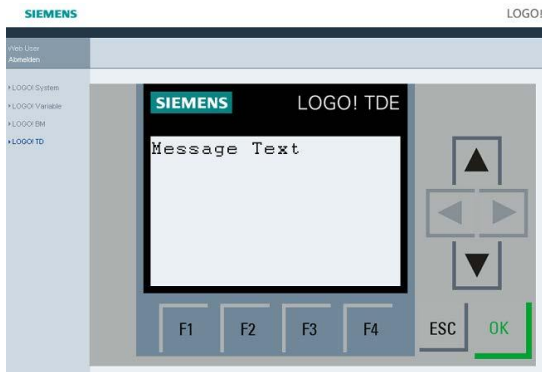 SIEMENS
LOGO!
Web User
Abmelden
LOGO! System
LOGO! Variable
LOGO! BM
LOGO! TD
SIEMENS
LOGO! TDE
Message Text
F1
F2
F3
F4
ESC
OK